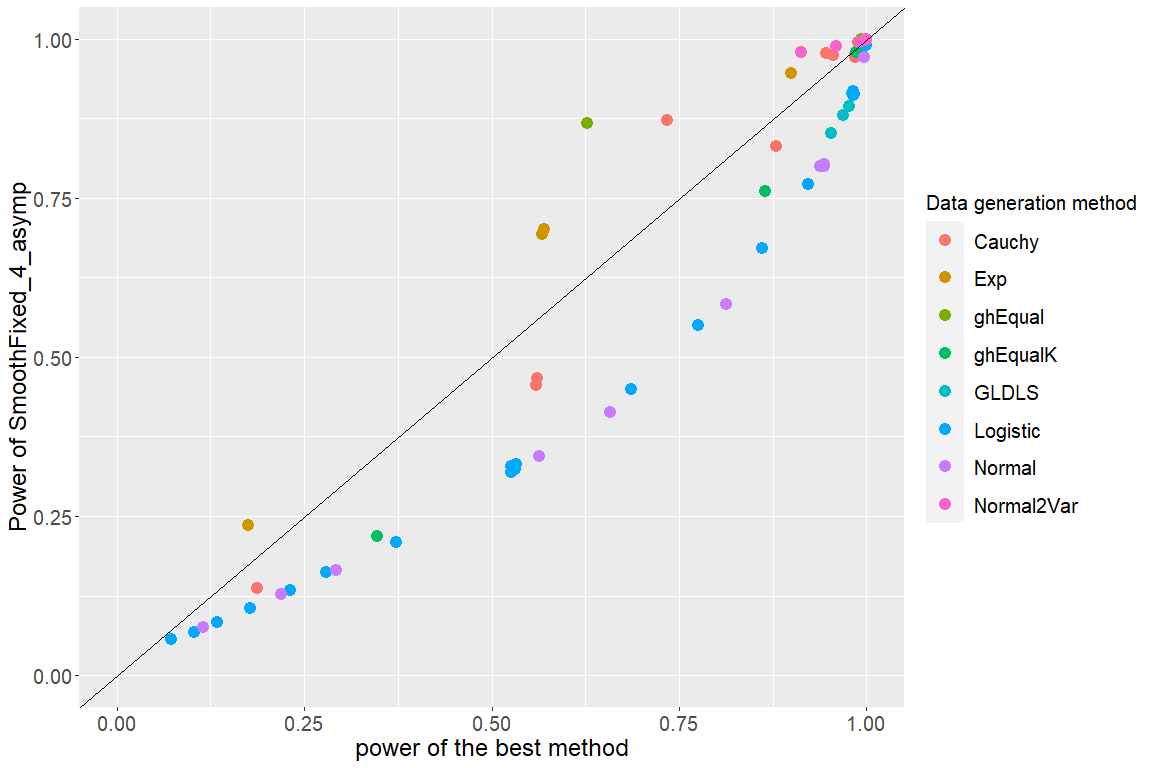 1.00
0.75
0.50
0.25
0.00
Power of SmoothFixed_4_asymp
0.00 0.25 0.50 0.75 1.00
power of the best method
Data generation method
Cauchy
Exp
ghEqual
ghEqualK
GLDLS
Logistic
Normal
Normal2Var